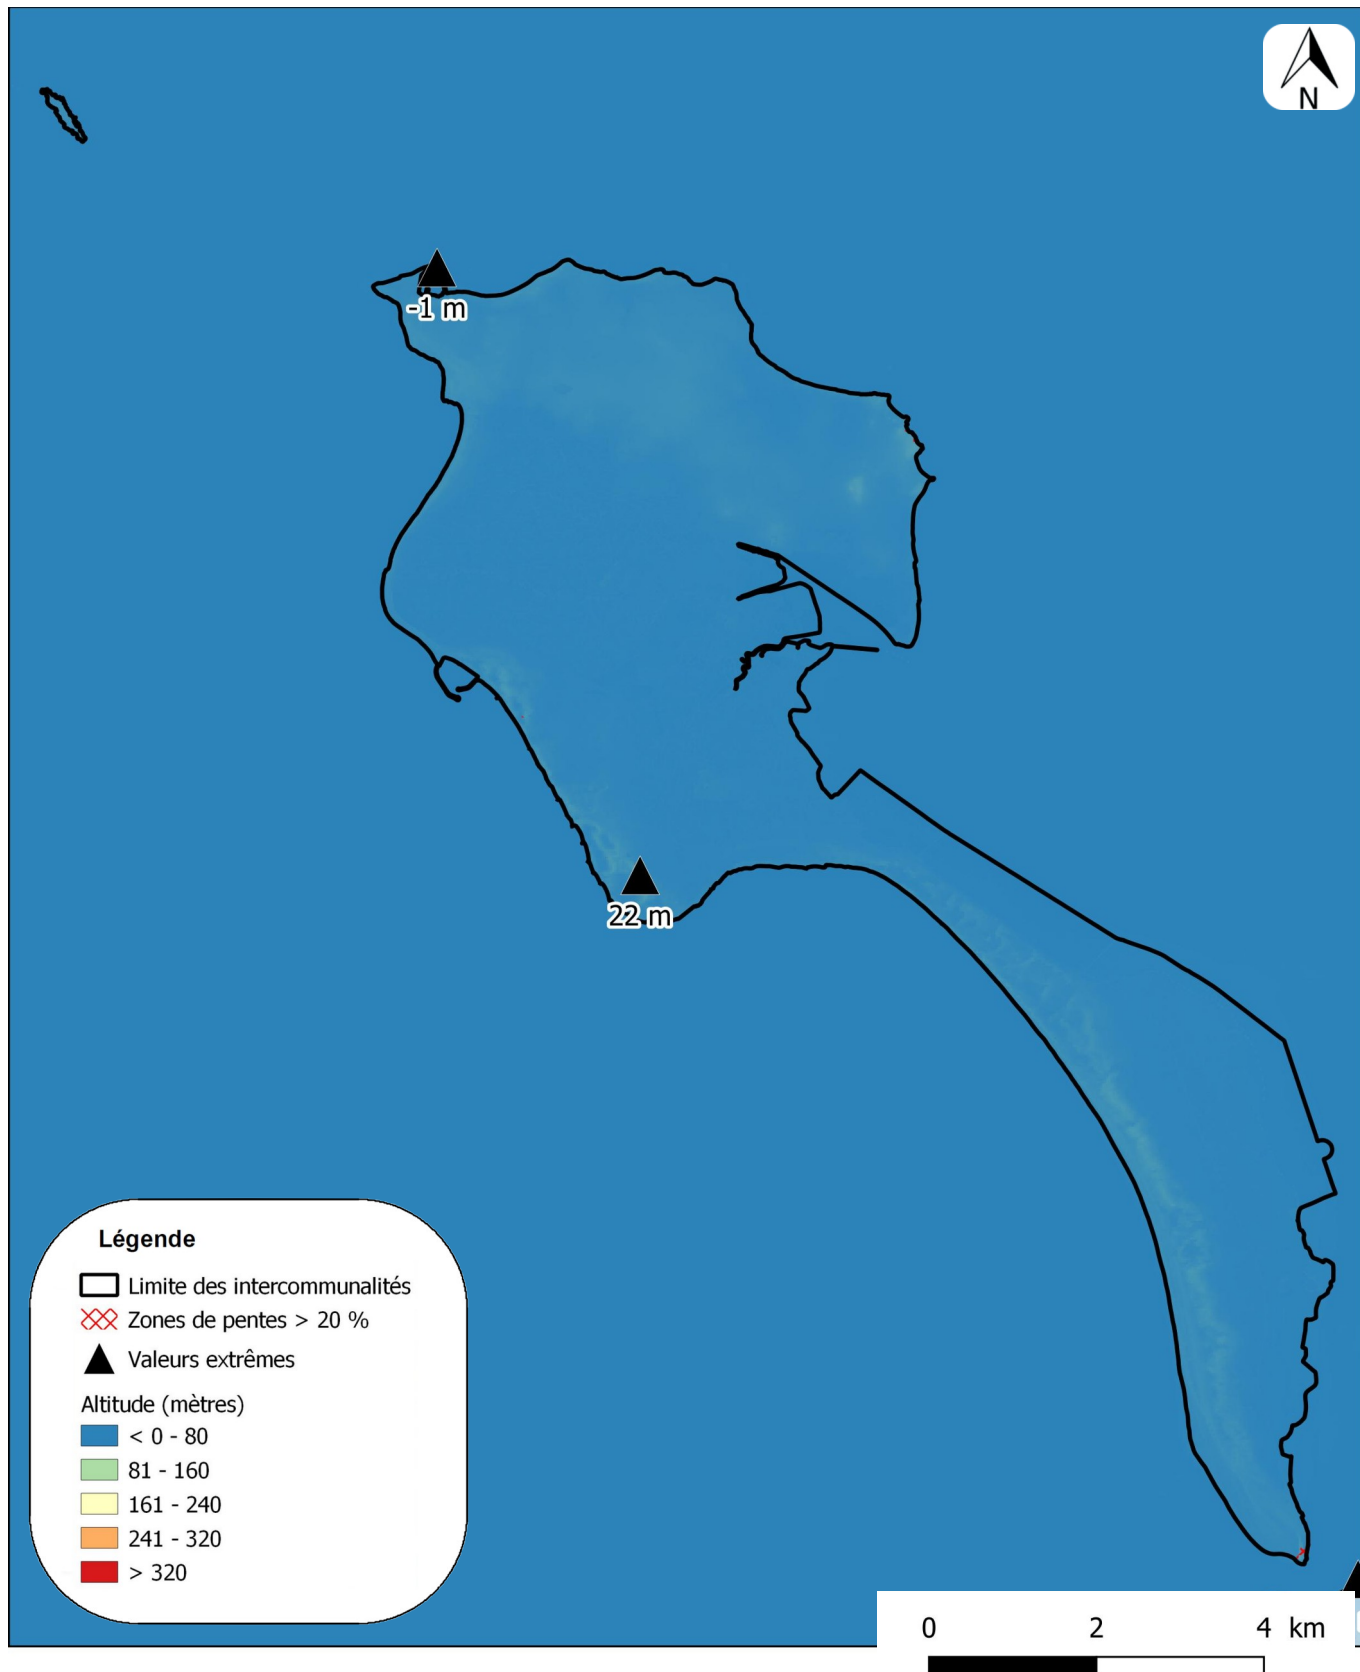 N
-1 m
22 m
Légende
Limite des intercommunalités
Zones de pentes > 20 %
Valeurs extrêmes
Altitude (mètres)
< 0 - 80
81 - 160
161 - 240
241 - 320
> 320
0 2 4 km